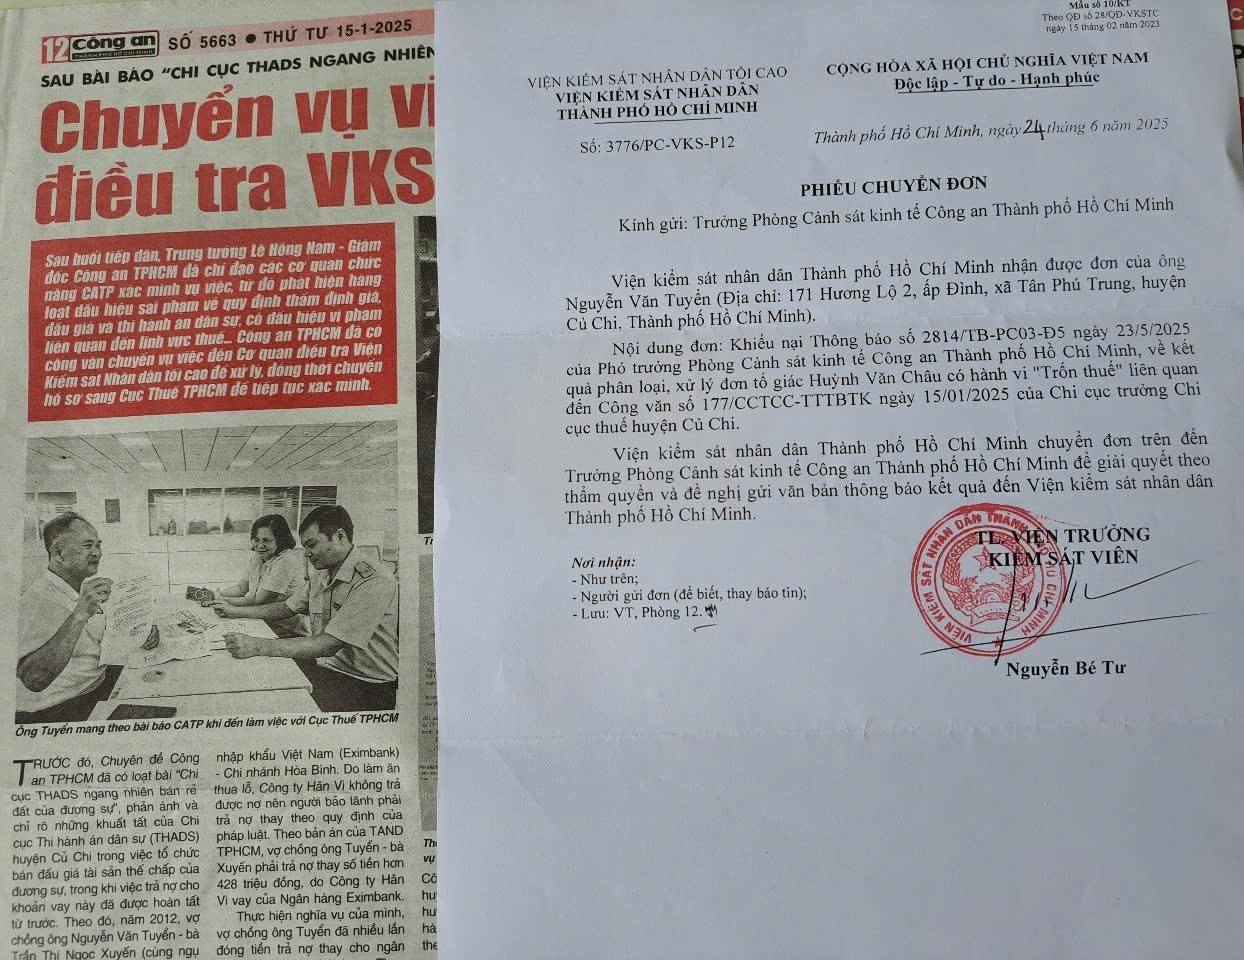 12 Công an
THÀNH PHỐ HỒ CHÍ MINH
SỐ 5663 ● THỨ TƯ 15-1-2025
SAU BÀI BÁO "CHI CỤC THADS NGANG NHIÊN
Chuyển vụ vi
điều tra VKS
Sau buổi tiếp dân, Trung tướng Lê Hồng Nam - Giám
đốc Công an TPHCM đã chỉ đạo các cơ quan chức
năng CATP xác minh vụ việc, từ đó phát hiện hàng
loạt dấu hiệu sai phạm về quy định thẩm định giá,
đấu giá và thi hành án dân sự, có dấu hiệu vi phạm
liên quan đến lĩnh vực thuế... Công an TPHCM đã có
công văn chuyển vụ việc đến Cơ quan điều tra Viện
Kiểm sát Nhân dân tối cao để xử lý, đồng thời chuyển
hồ sơ sang Cục Thuế TPHCM để tiếp tục xác minh.
Ông Tuyển mang theo bài báo CATP khi đến làm việc với Cục Thuế TPHCM
TRƯỚC đó, Chuyên đề Công
an TPHCM đã có loạt bài "Chi
cục THADS ngang nhiên bán rẻ
đất của đương sự", phản ánh và
chỉ rõ những khuất tất của Chi
cục Thi hành án dân sự (THADS)
huyện Củ Chi trong việc tổ chức
bán đấu giá tài sản thế chấp của
đương sự, trong khi việc trả nợ cho
khoản vay này đã được hoàn tất
từ trước. Theo đó, năm 2012, vợ
chồng ông Nguyễn Văn Tuyển - bà
Trần Thị Ngọc Xuyến (cùng ngụ
nhập khẩu Việt Nam (Eximbank)
- Chi nhánh Hòa Bình. Do làm ăn
thua lỗ, Công ty Hân Vi không trả
được nợ nên người bảo lãnh phải
trả nợ thay theo quy định của
pháp luật. Theo bản án của TAND
TPHCM, vợ chồng ông Tuyển - bà
Xuyến phải trả nợ thay số tiền hơn
428 triệu đồng, do Công ty Hân
Vi vay của Ngân hàng Eximbank.
Thực hiện nghĩa vụ của mình,
vợ chồng ông Tuyển đã nhiều lần
đóng tiền trả nợ thay cho ngân
Mẫu số 10/KT
Theo QĐ số 28/QĐ-VKSTC
ngày 15 tháng 02 năm 2023
VIỆN KIỂM SÁT NHÂN DÂN TỐI CAO
VIỆN KIỂM SÁT NHÂN DÂN
THÀNH PHỐ HỒ CHÍ MINH
Số: 3776/PC-VKS-P12
CỘNG HÒA XÃ HỘI CHỦ NGHĨA VIỆT NAM
Độc lập - Tự do - Hạnh phúc
Thành phố Hồ Chí Minh, ngày 24 tháng 6 năm 2025
PHIẾU CHUYỂN ĐƠN
Kính gửi: Trưởng Phòng Cảnh sát kinh tế Công an Thành phố Hồ Chí Minh
Viện kiểm sát nhân dân Thành phố Hồ Chí Minh nhận được đơn của ông
Nguyễn Văn Tuyển (Địa chỉ: 171 Hương Lộ 2, ấp Đình, xã Tân Phú Trung, huyện
Củ Chi, Thành phố Hồ Chí Minh).
Nội dung đơn: Khiếu nại Thông báo số 2814/TB-PC03-Đ5 ngày 23/5/2025
của Phó trưởng Phòng Cảnh sát kinh tế Công an Thành phố Hồ Chí Minh, về kết
quả phân loại, xử lý đơn tố giác Huỳnh Văn Châu có hành vi "Trốn thuế" liên quan
đến Công văn số 177/CCTCC-TTTBTK ngày 15/01/2025 của Chi cục trưởng Chi
cục thuế huyện Củ Chi.
Viện kiểm sát nhân dân Thành phố Hồ Chí Minh chuyển đơn trên đến
Trưởng Phòng Cảnh sát kinh tế Công an Thành phố Hồ Chí Minh để giải quyết theo
thẩm quyền và đề nghị gửi văn bản thông báo kết quả đến Viện kiểm sát nhân dân
Thành phố Hồ Chí Minh.
Nơi nhận:
- Như trên;
- Người gửi đơn (để biết, thay báo tin);
- Lưu: VT, Phòng 12.
TL. VIỆN TRƯỞNG
KIỂM SÁT VIÊN
VIỆN KIỂM SÁT NHÂN DÂN THÀNH PHỐ HỒ CHÍ MINH
Nguyễn Bé Tư